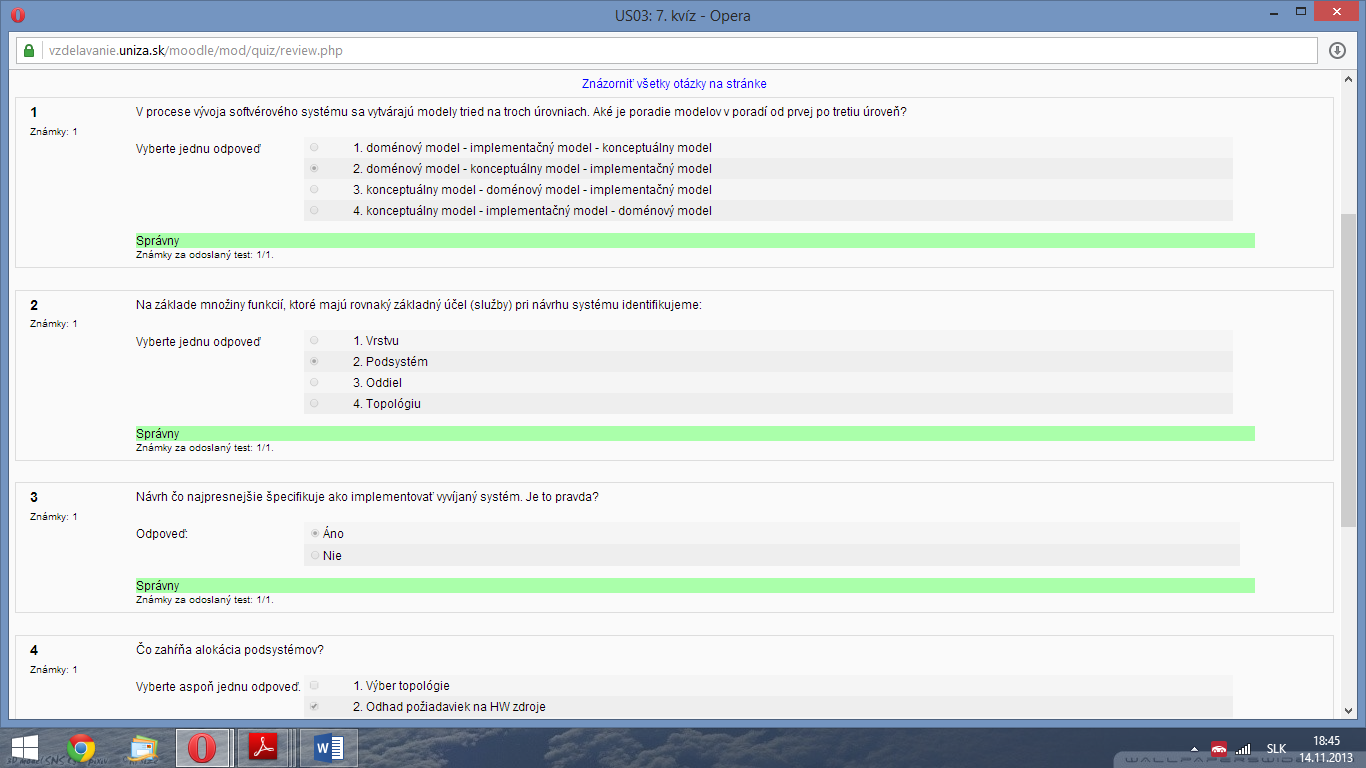 US03: 7. kvíz - Opera
vzdelavanie.uniza.sk/moodle/mod/quiz/review.php
Znázorniť všetky otázky na stránke
1
Známky: 1
V procese vývoja softvérového systému sa vytvárajú modely tried na troch úrovniach. Aké je poradie modelov v poradí od prvej po tretiu úroveň?
Vyberte jednu odpoveď
1. doménový model - implementačný model - konceptuálny model
2. doménový model - konceptuálny model - implementačný model
3. konceptuálny model - doménový model - implementačný model
4. konceptuálny model - implementačný model - doménový model
Správny
Známky za odoslaný test: 1/1.
2
Známky: 1
Na základe množiny funkcií, ktoré majú rovnaký základný účel (služby) pri návrhu systému identifikujeme:
Vyberte jednu odpoveď
1. Vrstvu
2. Podsystém
3. Oddiel
4. Topológiu
Správny
Známky za odoslaný test: 1/1.
3
Známky: 1
Návrh čo najpresnejšie špecifikuje ako implementovať vyvíjaný systém. Je to pravda?
Odpoveď:
Áno
Nie
Správny
Známky za odoslaný test: 1/1.
4
Známky: 1
Čo zahŕňa alokácia podsystémov?
Vyberte aspoň jednu odpoveď.
1. Výber topológie
2. Odhad požiadaviek na HW zdroje
SLK
18:45
14.11.2013